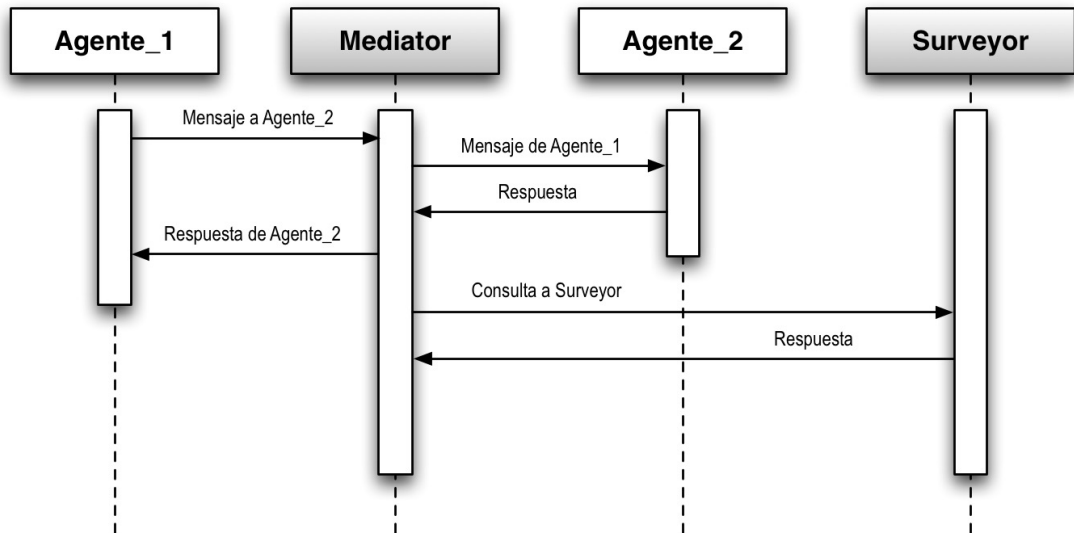 Agente_1
Mediator
Agente_2
Surveyor
Mensaje a Agente_2
Mensaje de Agente_1
Respuesta
Respuesta de Agente_2
Consulta a Surveyor
Respuesta